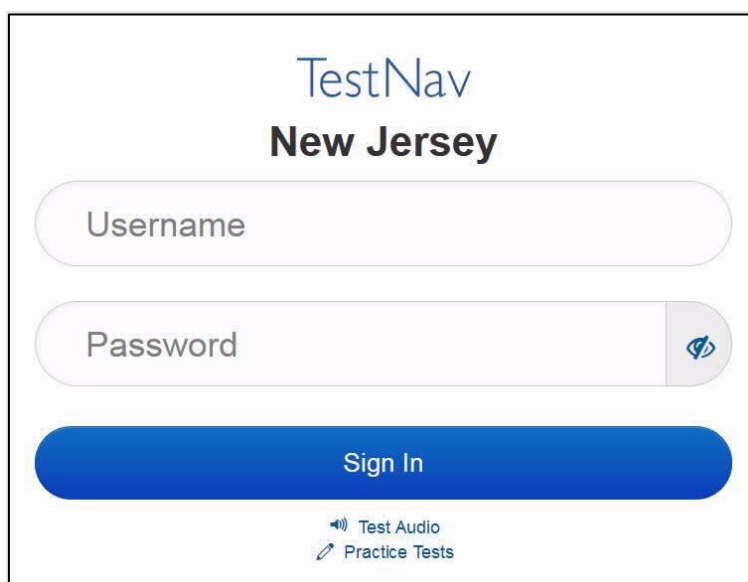 TestNav
New Jersey
Username
Password
Sign In
Test Audio
Practice Tests